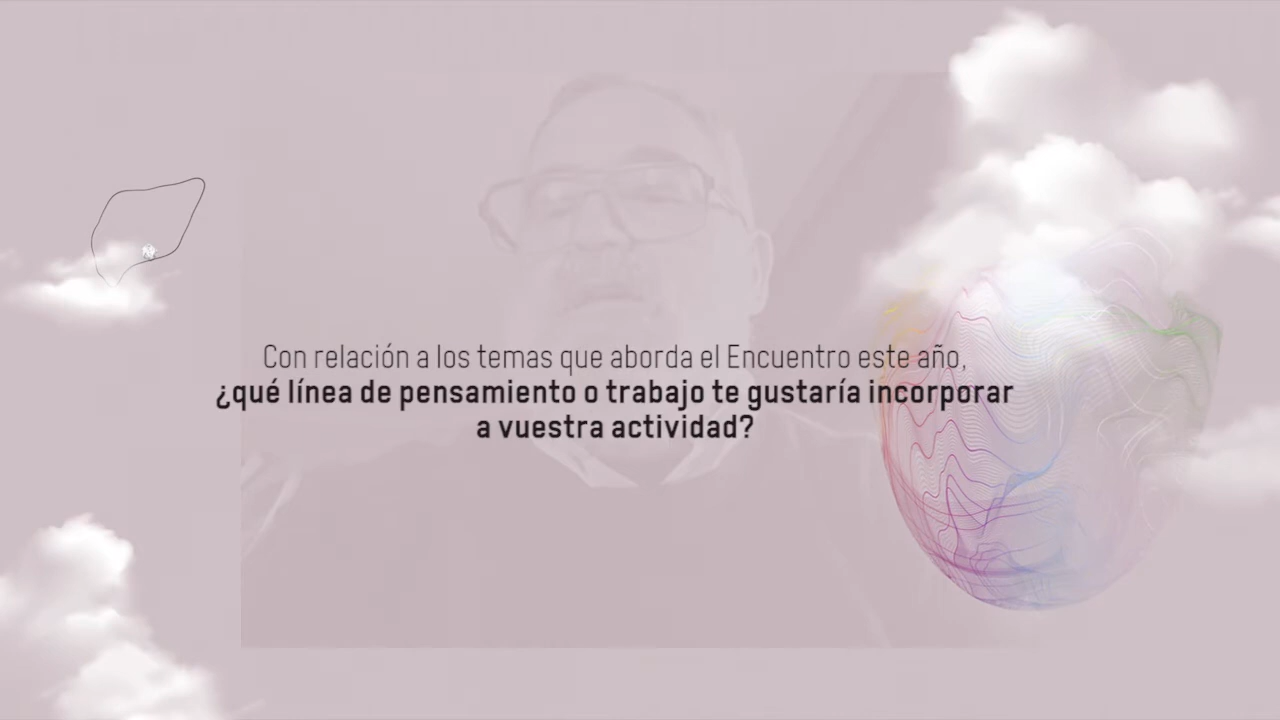 Con relación a los temas que aborda el Encuentro este año,
¿qué línea de pensamiento o trabajo te gustaría incorporar
a vuestra actividad?